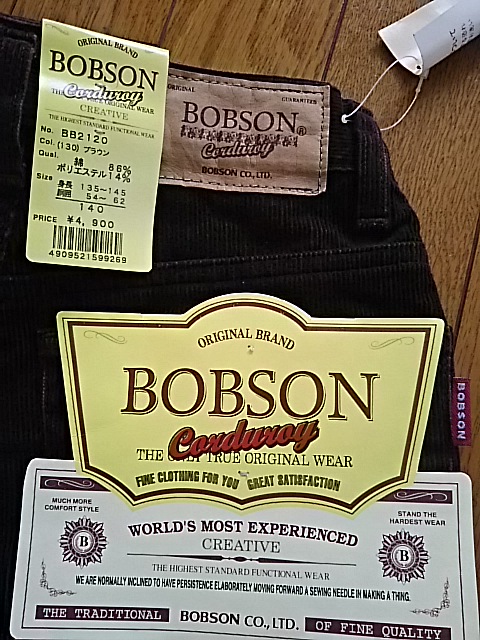 ORIGINAL BRAND
BOBSON
Corduroy
CREATIVE
THE HIGHEST STANDARD FUNCTIONAL WEAR
No. BB2120
Col. (130) ブラウン
Qual. 綿 86%
ポリエステル 14%
Size 身長 135〜145
胴囲 54〜 62
140
PRICE ¥4,900
4909521599269
ORIGINAL GUARANTEE
BOBSON®
Corduroy
BOBSON CO., LTD.
ORIGINAL BRAND
BOBSON
Corduroy
THE ONLY TRUE ORIGINAL WEAR
FINE CLOTHING FOR YOU GREAT SATISFACTION
BOBSON
MUCH MORE
COMFORT STYLE
STAND THE
HARDEST WEAR
B
B
WORLD'S MOST EXPERIENCED
CREATIVE
THE HIGHEST STANDARD FUNCTIONAL WEAR
WE ARE NORMALLY INCLINED TO HAVE PERSISTENCE ELABORATELY MOVING FORWARD A SEWING NEEDLE IN MAKING A THING.
THE TRADITIONAL BOBSON CO., LTD. OF FINE QUALITY